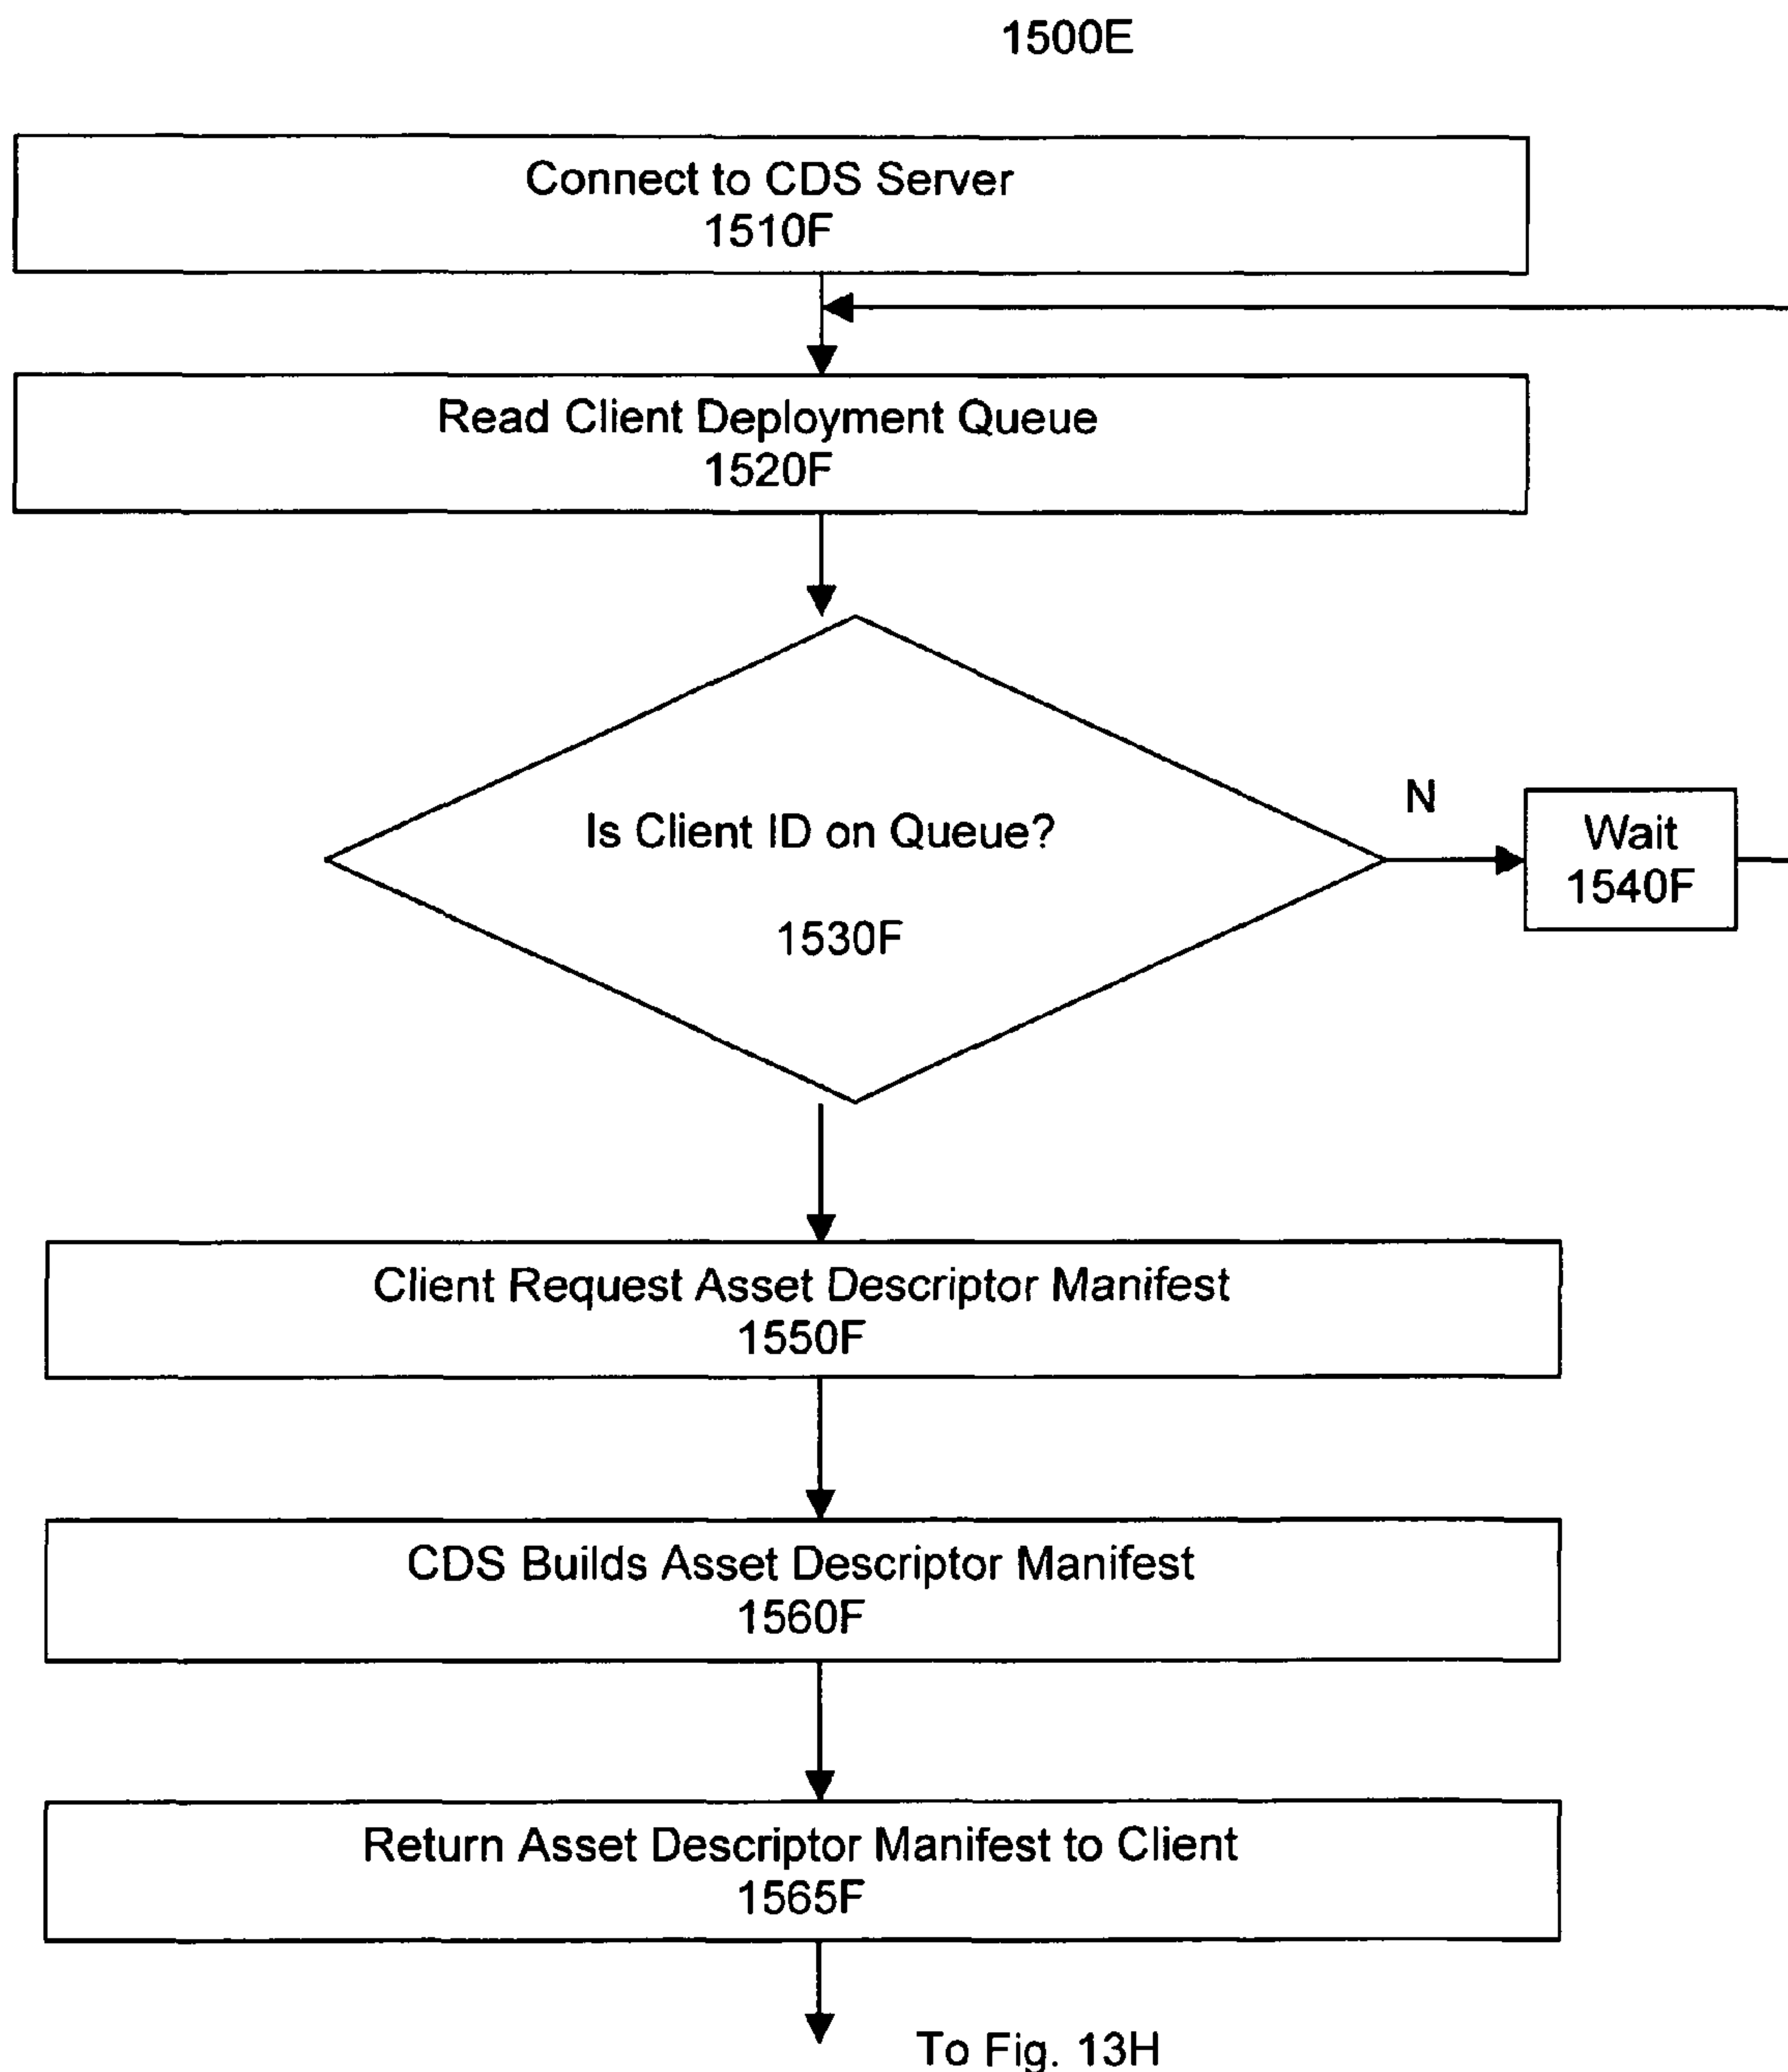 1500E
Connect to CDS Server
1510F
Read Client Deployment Queue
1520F
Is Client ID on Queue?
1530F
N
Wait
1540F
Client Request Asset Descriptor Manifest
1550F
CDS Builds Asset Descriptor Manifest
1560F
Return Asset Descriptor Manifest to Client
1565F
To Fig. 13H